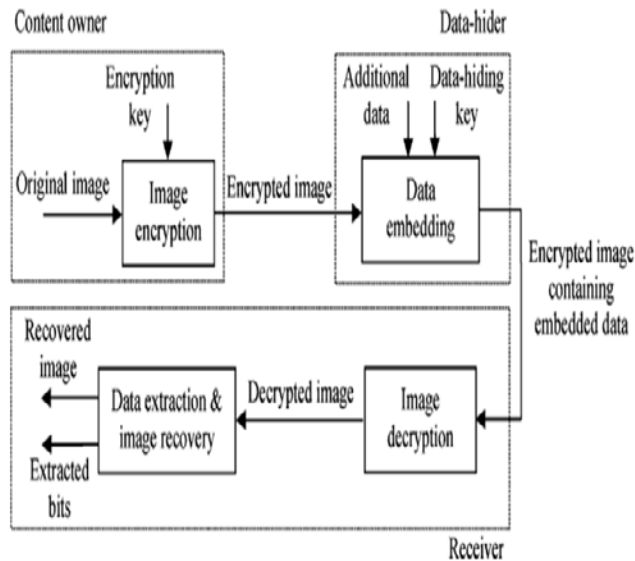 Content owner
Data-hider
Encryption
key
Additional
data
Data-hiding
key
Original image
Image
encryption
Encrypted image
Data
embedding
Encrypted image
containing
embedded data
Recovered
image
Data extraction &
image recovery
Decrypted image
Image
decryption
Extracted
bits
Receiver